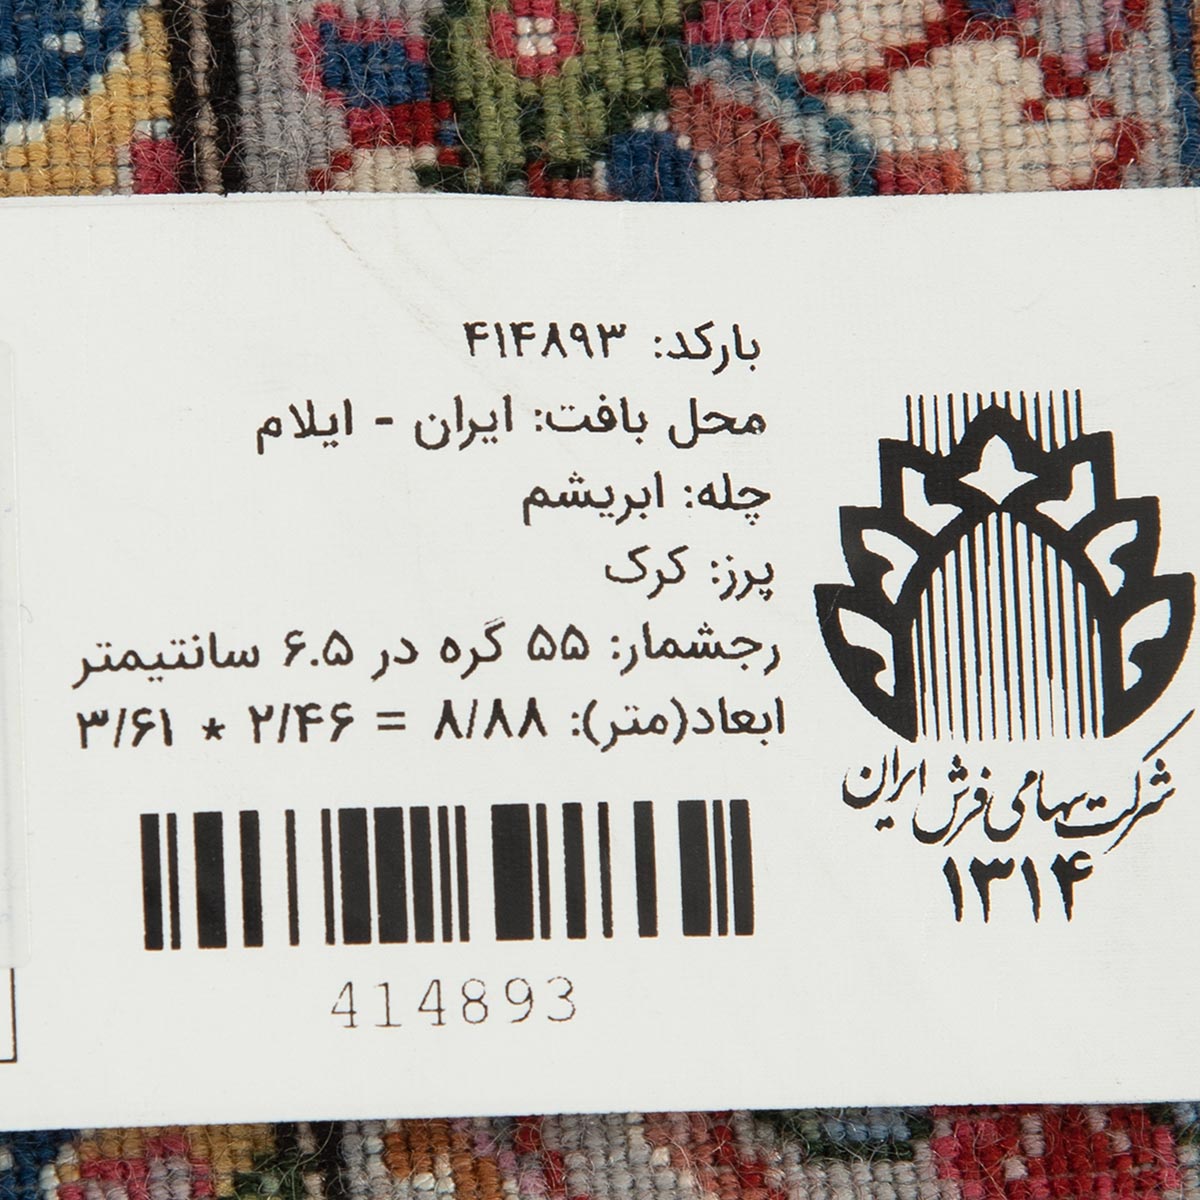 بارکد: ۴۱۴۸۹۳
محل بافت: ایران - ایلام
چله: ابریشم
پرز: کرک
رجشمار: ۵۵ گره در ۶.۵ سانتیمتر
ابعاد(متر): ۸/۸۸ = ۲/۴۶ * ۳/۶۱
414893
شرکت سهامی فرش ایران
۱۳۱۴